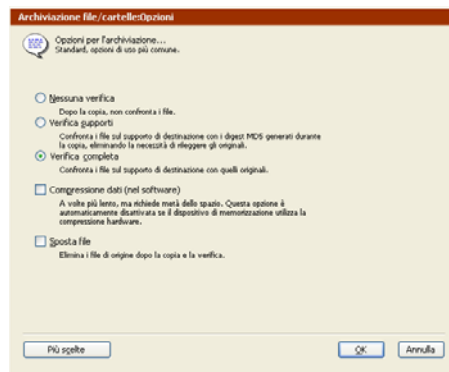 Archiviazione file/cartelle:Opzioni
Opzioni per l'archiviazione...
Standard, opzioni di uso più comune.
Nessuna verifica
Dopo la copia, non confronta i file.
Verifica supporti
Confronta i file sul supporto di destinazione con i digest MD5 generati durante
la copia, eliminando la necessità di rileggere gli originali.
Verifica completa
Confronta i file sul supporto di destinazione con quelli originali.
Compressione dati (nel software)
A volte più lento, ma richiede metà dello spazio. Questa opzione è
automaticamente disattivata se il dispositivo di memorizzazione utilizza la
compressione hardware.
Sposta file
Elimina i file di origine dopo la copia e la verifica.
Più scelte
OK
Annulla